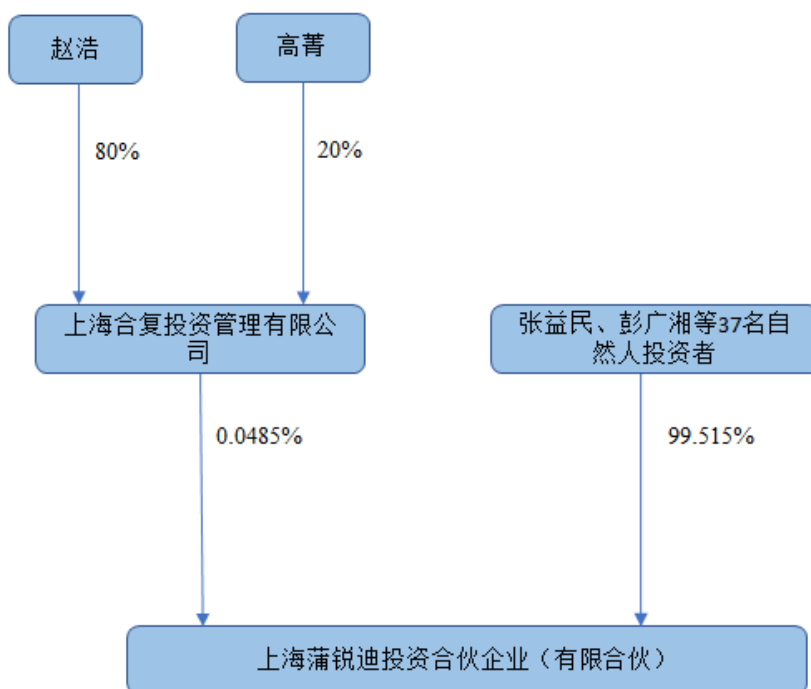 赵浩
高菁
80%
20%
上海合复投资管理有限公
司
张益民、彭广湘等37名自
然人投资者
0.0485%
99.515%
上海蒲锐迪投资合伙企业（有限合伙）